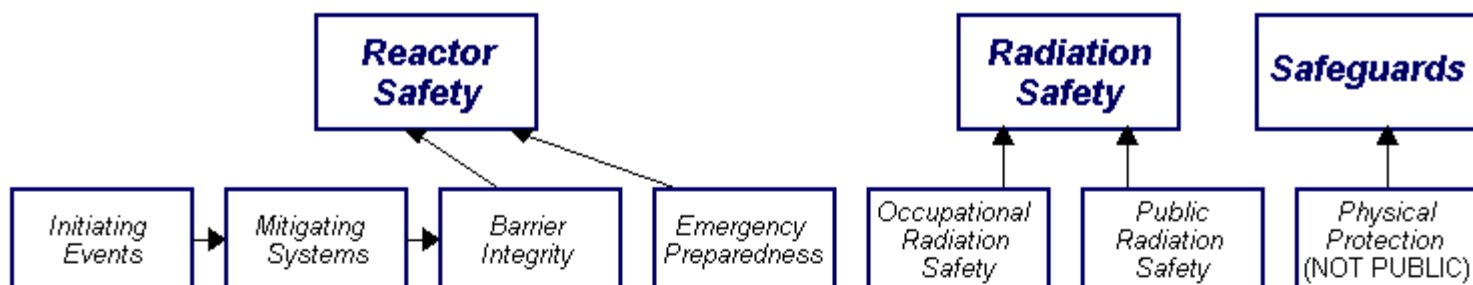 Reactor
Safety
Radiation
Safety
Safeguards
Initiating
Events
Mitigating
Systems
Barrier
Integrity
Emergency
Preparedness
Occupational
Radiation
Safety
Public
Radiation
Safety
Physical
Protection
(NOT PUBLIC)